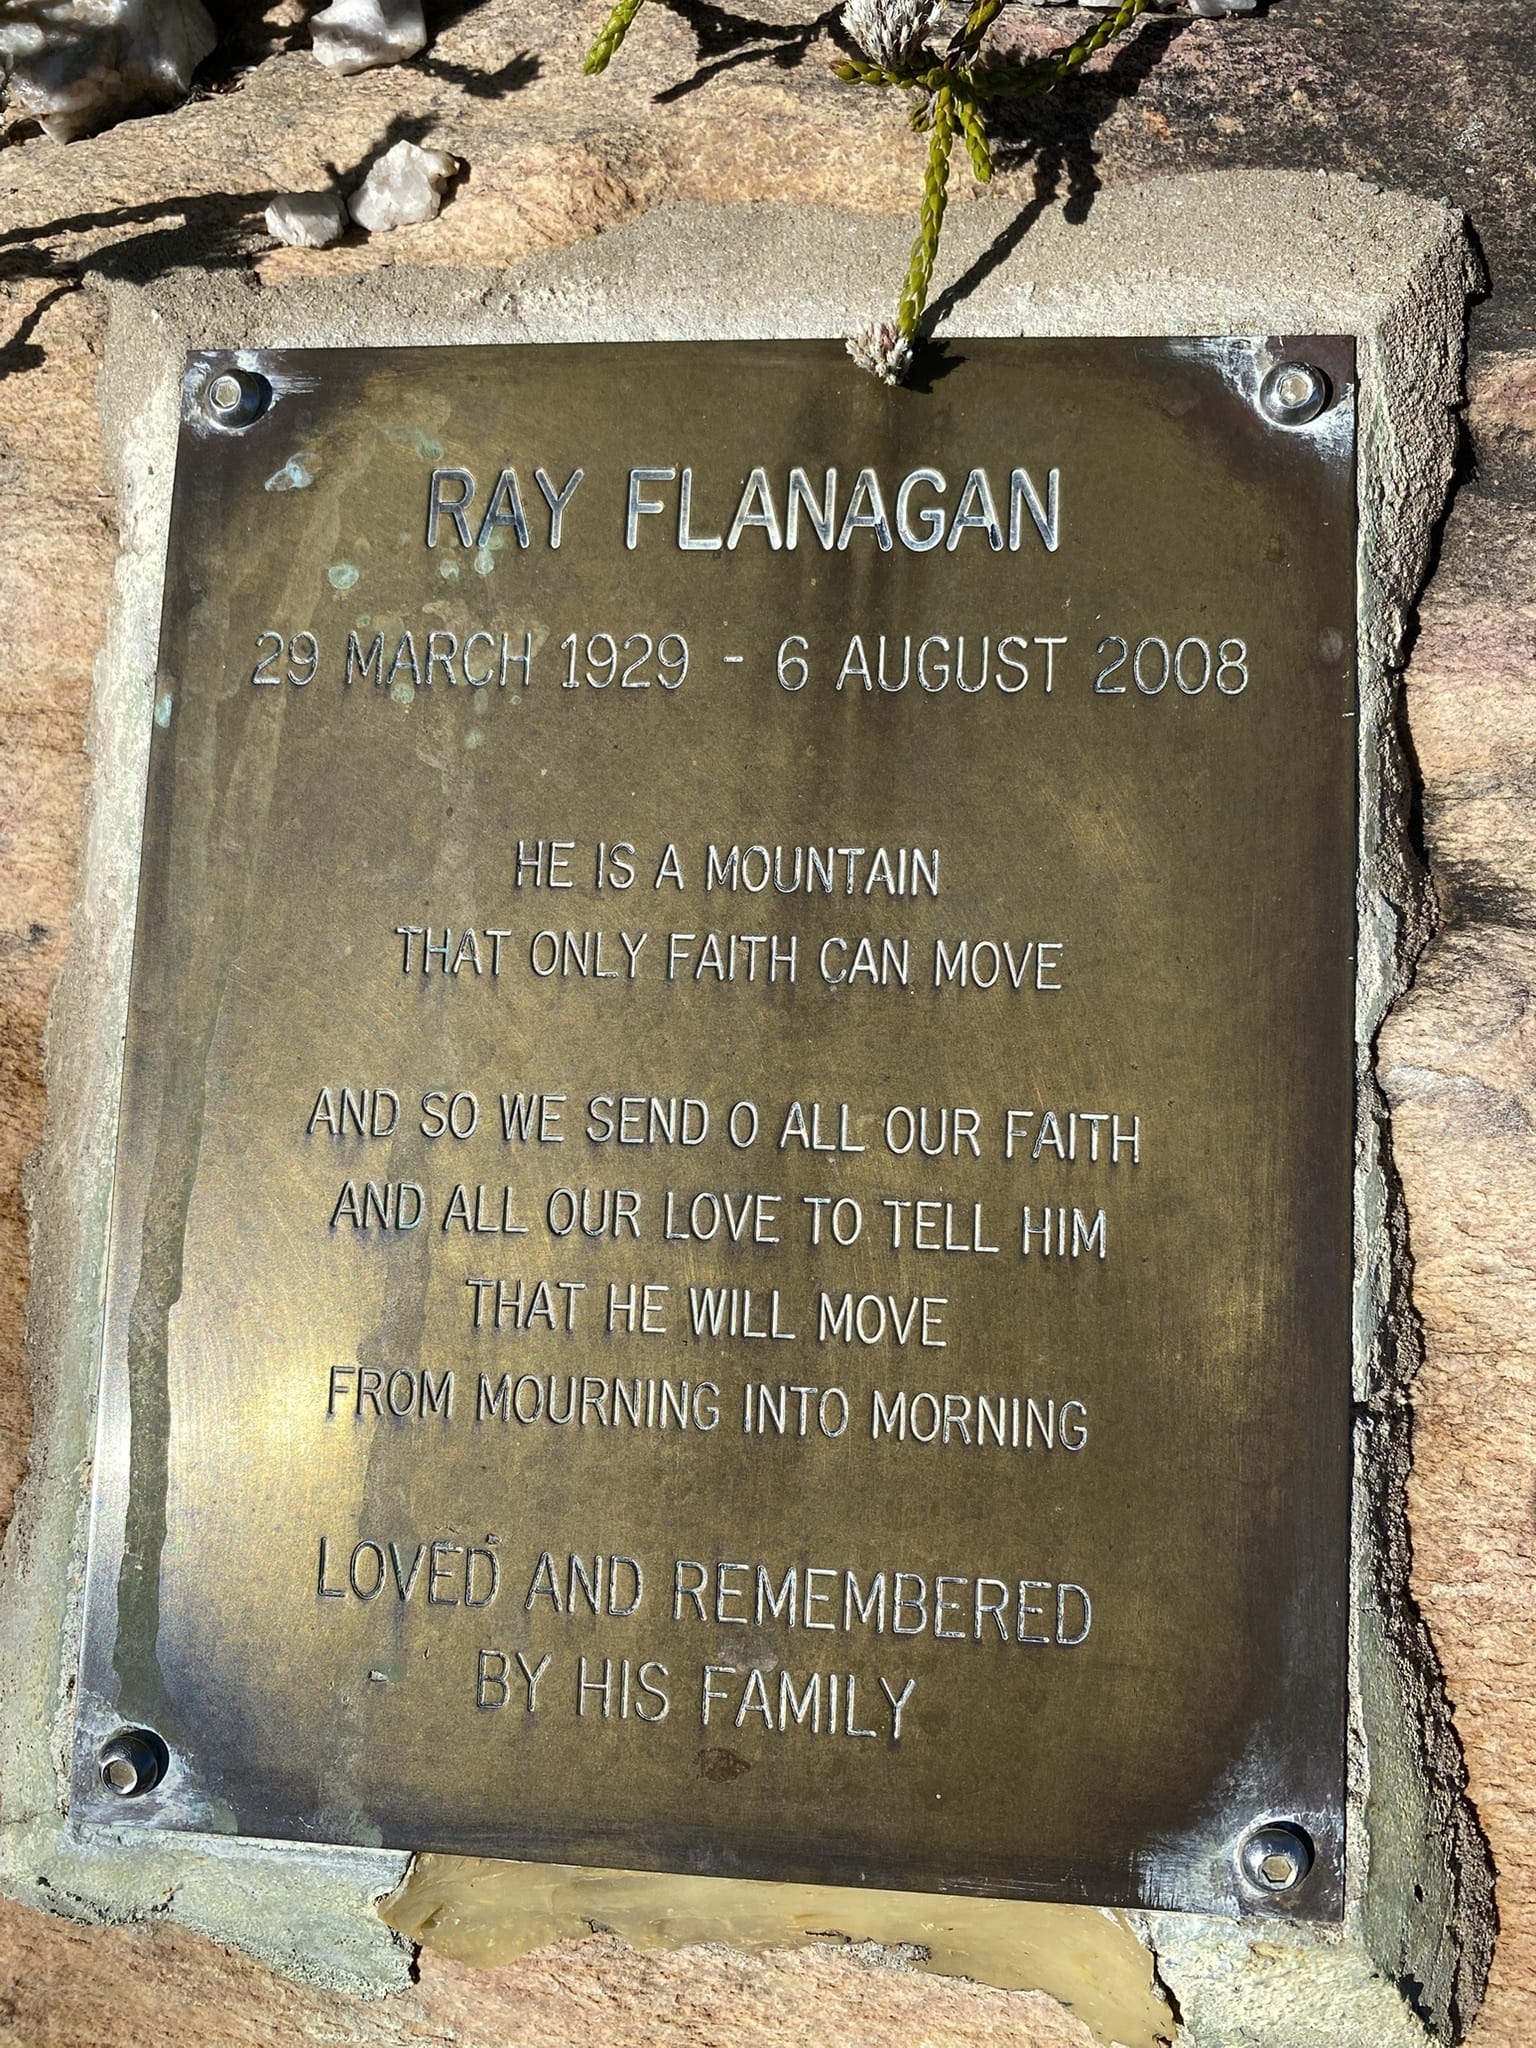 RAY FLANAGAN
29 MARCH 1929 - 6 AUGUST 2008
HE IS A MOUNTAIN
THAT ONLY FAITH CAN MOVE
AND SO WE SEND O ALL OUR FAITH
AND ALL OUR LOVE TO TELL HIM
THAT HE WILL MOVE
FROM MOURNING INTO MORNING
LOVED AND REMEMBERED
BY HIS FAMILY